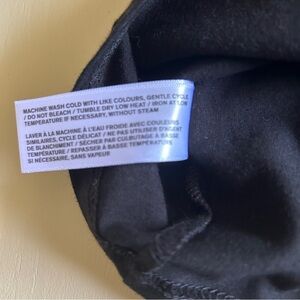 MACHINE WASH COLD WITH LIKE COLOURS, GENTLE CYCLE
/ DO NOT BLEACH / TUMBLE DRY LOW HEAT / IRON AT LOW
TEMPERATURE IF NECESSARY, WITHOUT STEAM
LAVER À LA MACHINE À L'EAU FROIDE AVEC COULEURS
SIMILAIRES, CYCLE DÉLICAT / NE PAS UTILISER D'AGENT
DE BLANCHIMENT / SÉCHER PAR CULBUTAGE À BASSE
TEMPÉRATURE / REPASSER À BASSE TEMPÉRATURE
SI NÉCESSAIRE, SANS VAPEUR